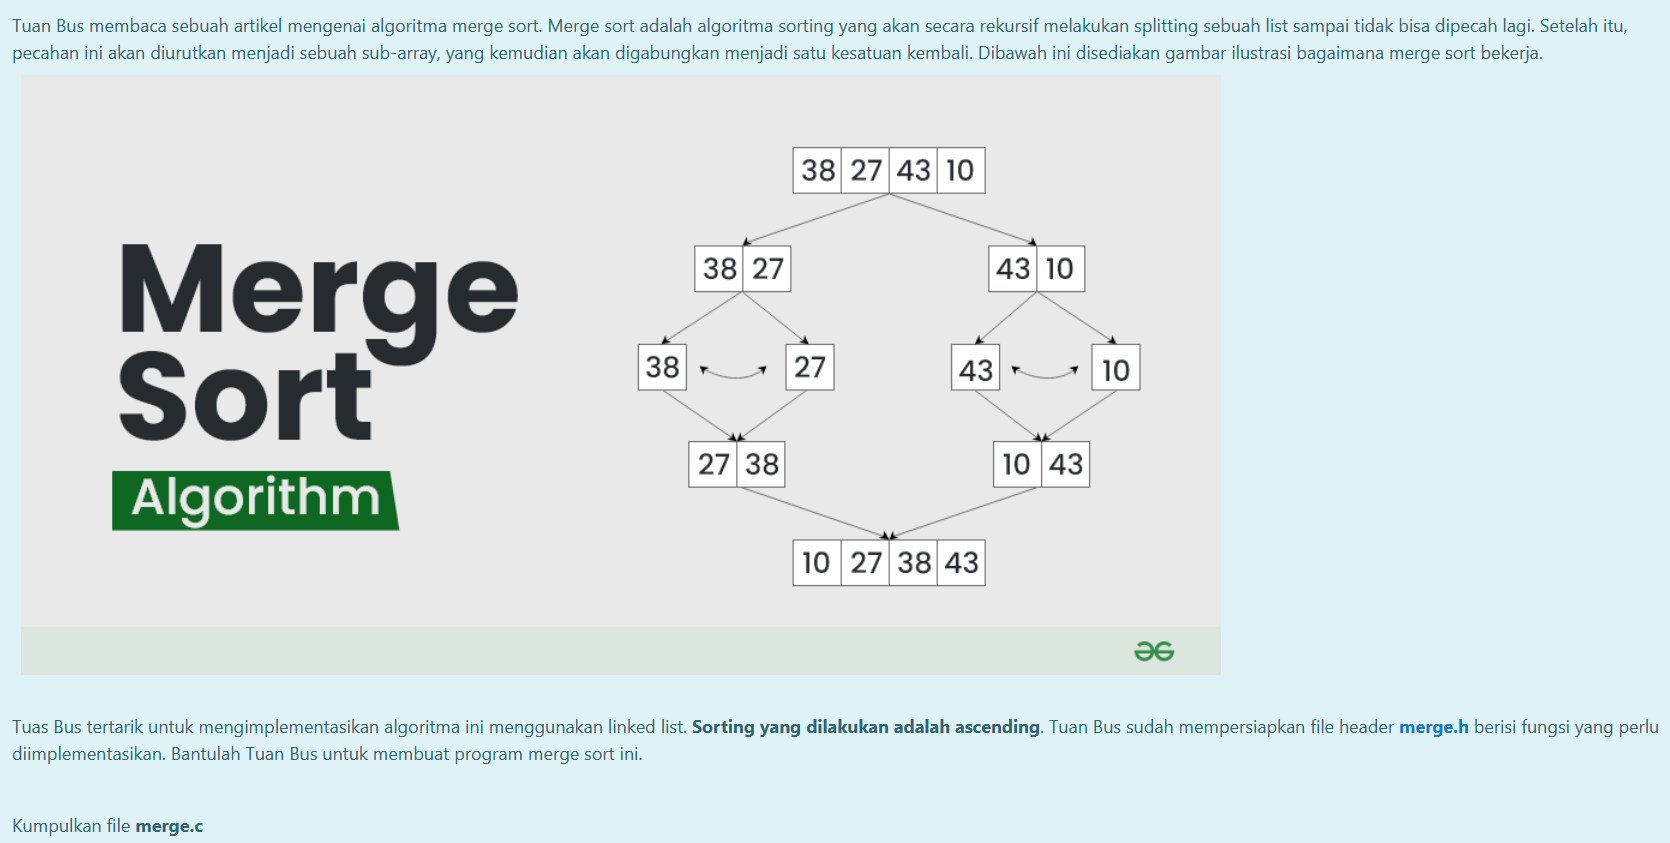 Tuan Bus membaca sebuah artikel mengenai algoritma merge sort. Merge sort adalah algoritma sorting yang akan secara rekursif melakukan splitting sebuah list sampai tidak bisa dipecah lagi. Setelah itu,
pecahan ini akan diurutkan menjadi sebuah sub-array, yang kemudian akan digabungkan menjadi satu kesatuan kembali. Dibawah ini disediakan gambar ilustrasi bagaimana merge sort bekerja.
Merge
Sort
Algorithm
38 27 43 10
38 27
43 10
38
27
43
10
27 38
10 43
10 27 38 43
Tuas Bus tertarik untuk mengimplementasikan algoritma ini menggunakan linked list. Sorting yang dilakukan adalah ascending. Tuan Bus sudah mempersiapkan file header merge.h berisi fungsi yang perlu
diimplementasikan. Bantulah Tuan Bus untuk membuat program merge sort ini.
Kumpulkan file merge.c